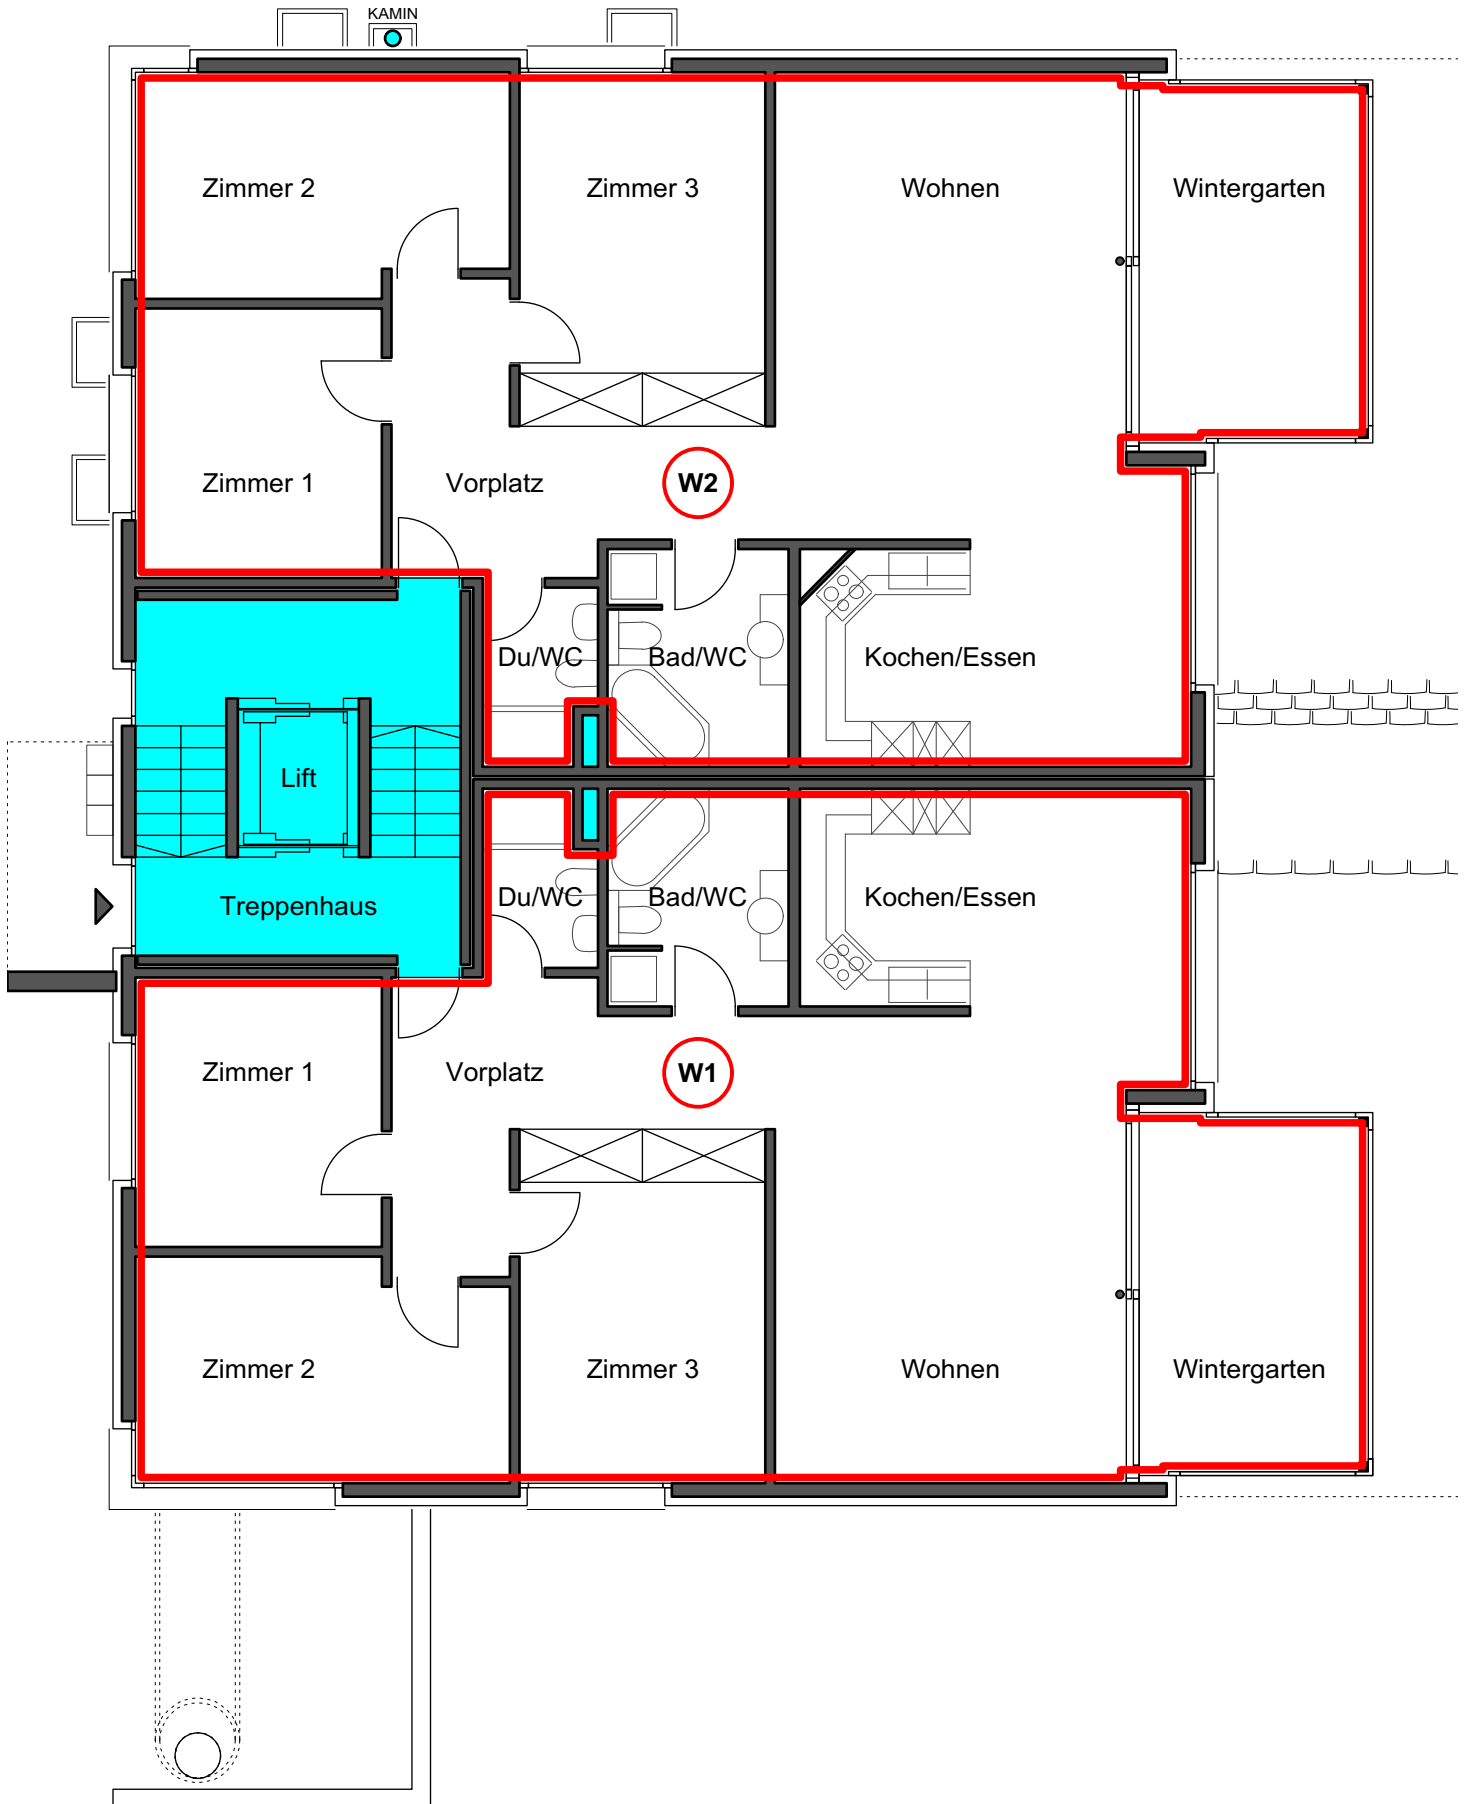 KAMIN
Zimmer 2
Zimmer 3
Wohnen
Wintergarten
Zimmer 1
Vorplatz
W2
Du/WC
Bad/WC
Kochen/Essen
Lift
Treppenhaus
Du/WC
Bad/WC
Kochen/Essen
Zimmer 1
Vorplatz
W1
Zimmer 2
Zimmer 3
Wohnen
Wintergarten